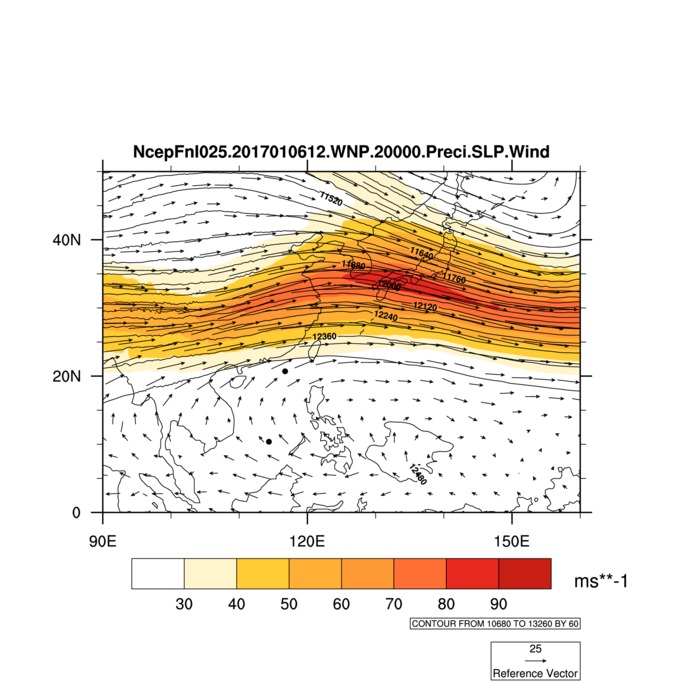 NcepFnl025.2017010612.WNP.20000.Preci.SLP.Wind
11520
40N
11640
11880
11760
12000
12120
12240
12360
20N
12480
0
90E 120E 150E
ms**-1
30 40 50 60 70 80 90
CONTOUR FROM 10680 TO 13260 BY 60
25
Reference Vector